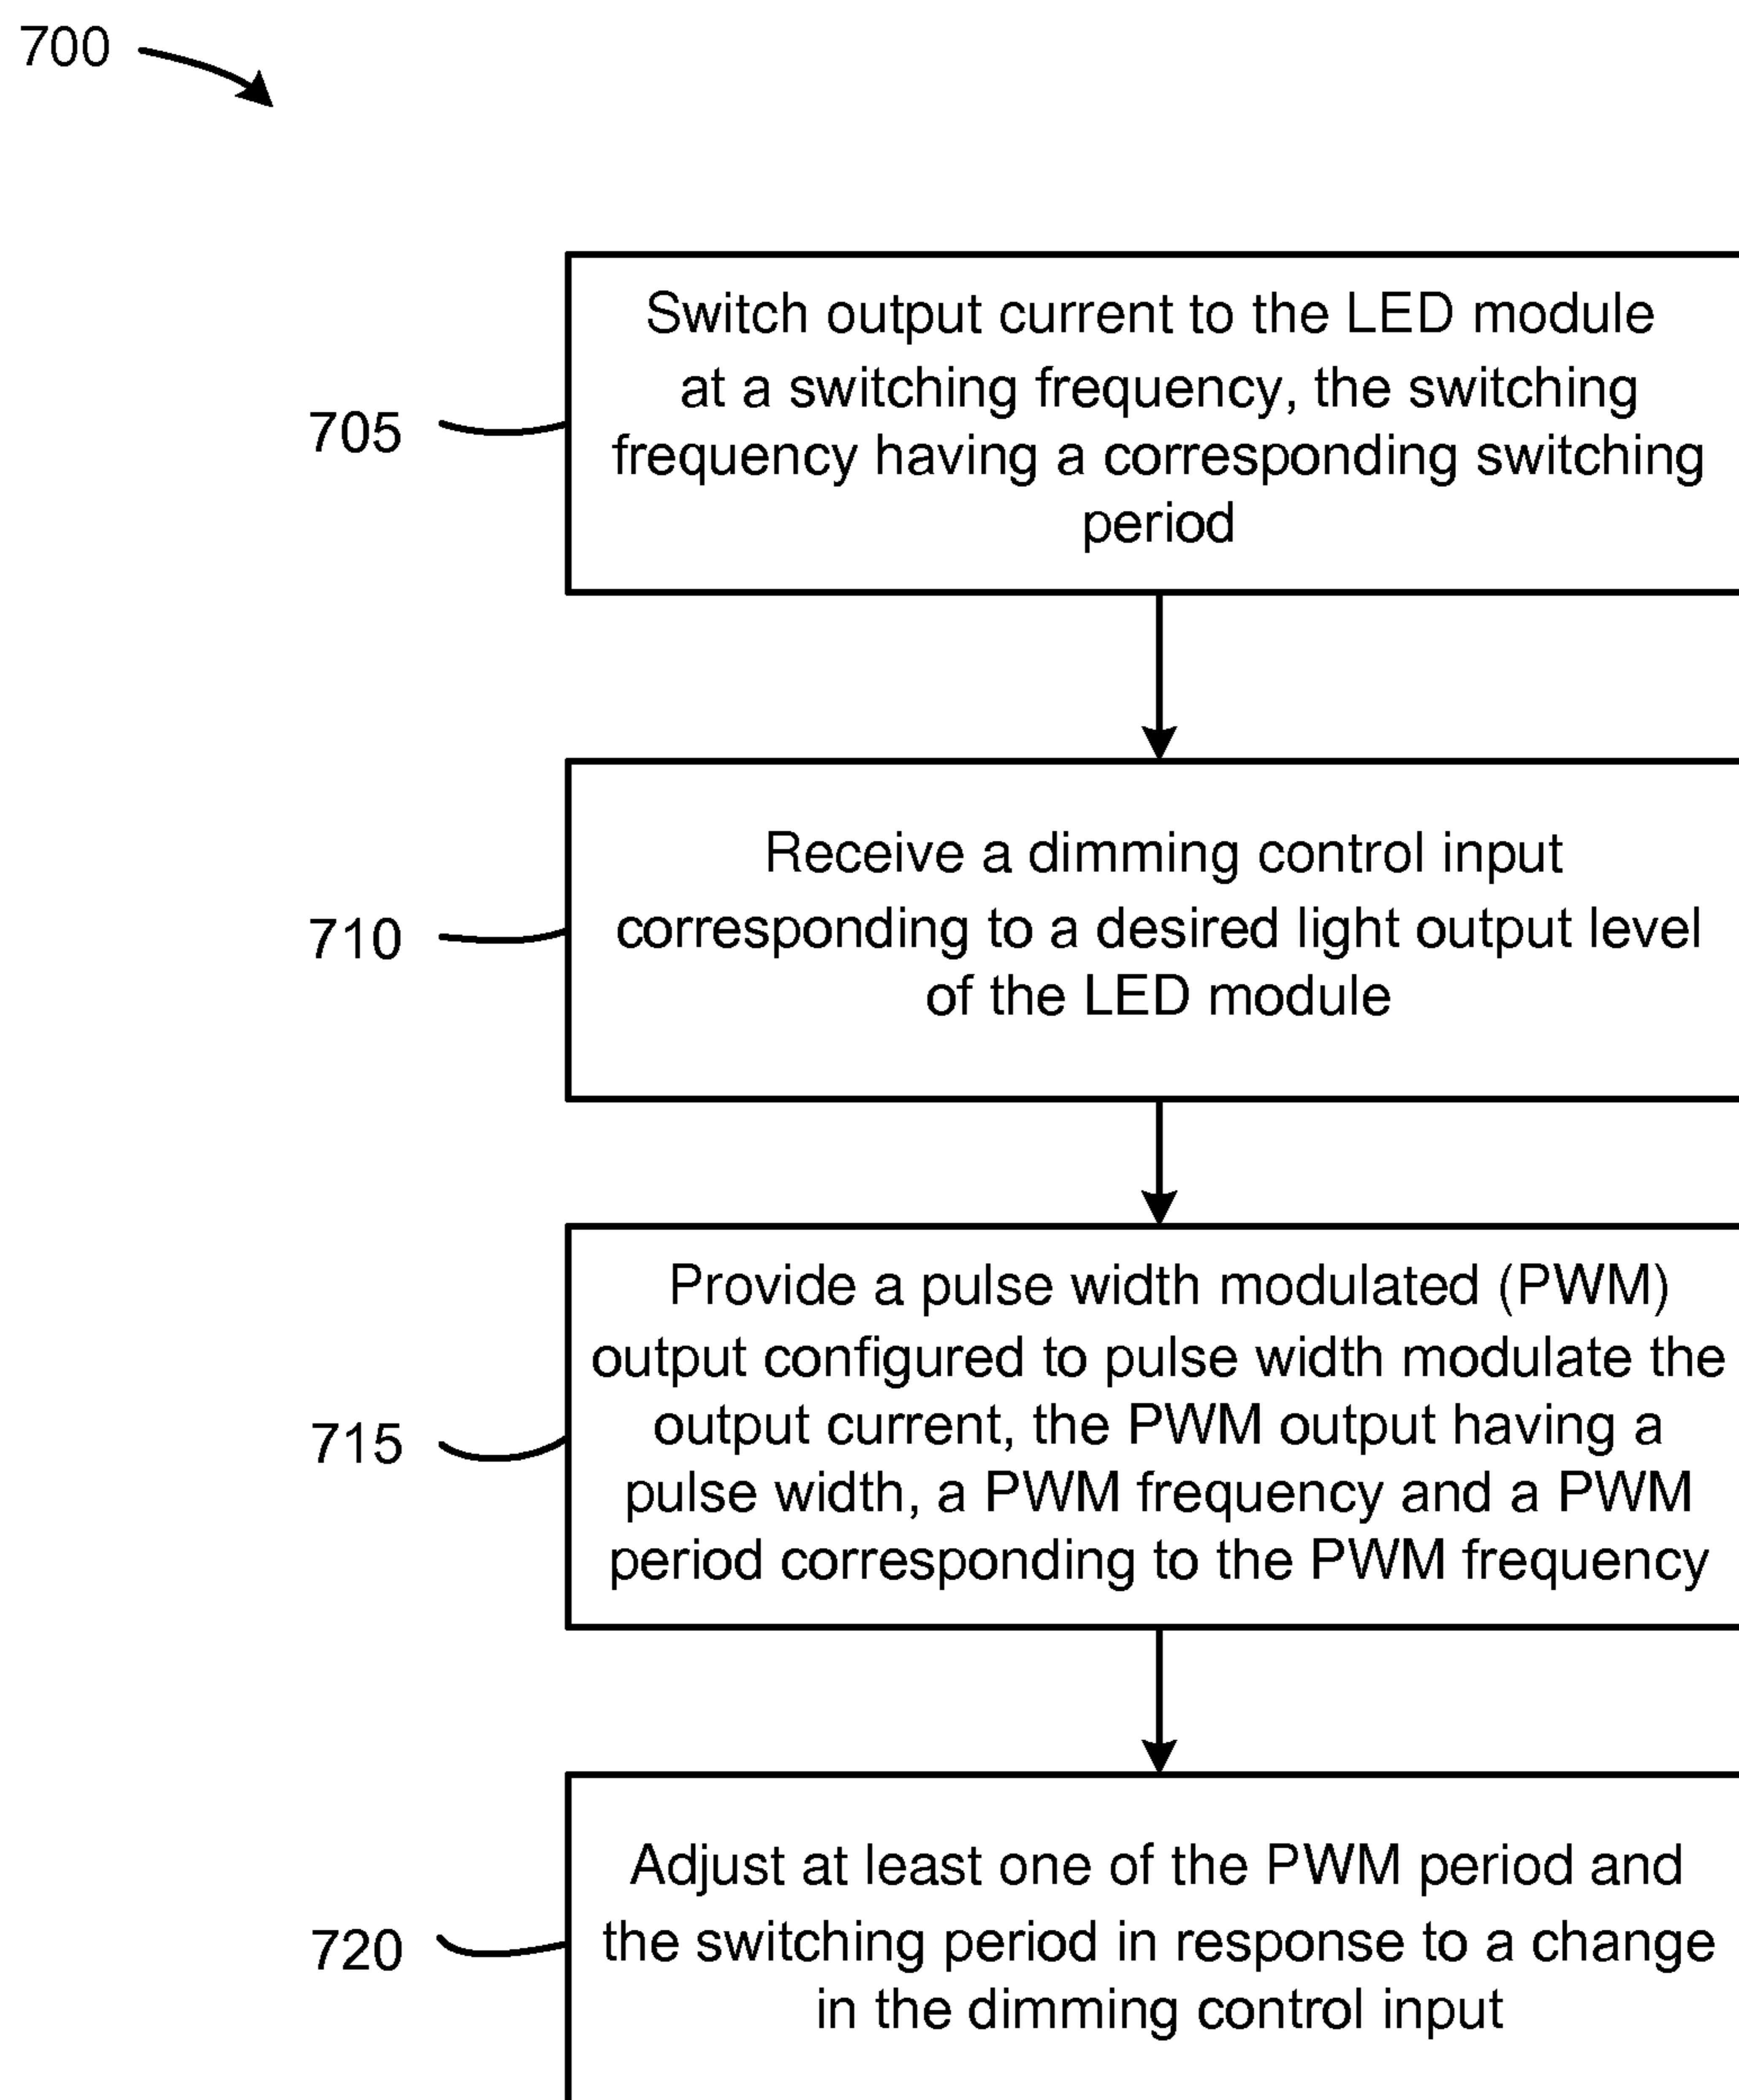 700
Switch output current to the LED module
at a switching frequency, the switching
frequency having a corresponding switching
period
705
Receive a dimming control input
corresponding to a desired light output level
of the LED module
710
Provide a pulse width modulated (PWM)
output configured to pulse width modulate the
output current, the PWM output having a
pulse width, a PWM frequency and a PWM
period corresponding to the PWM frequency
715
Adjust at least one of the PWM period and
the switching period in response to a change
in the dimming control input
720